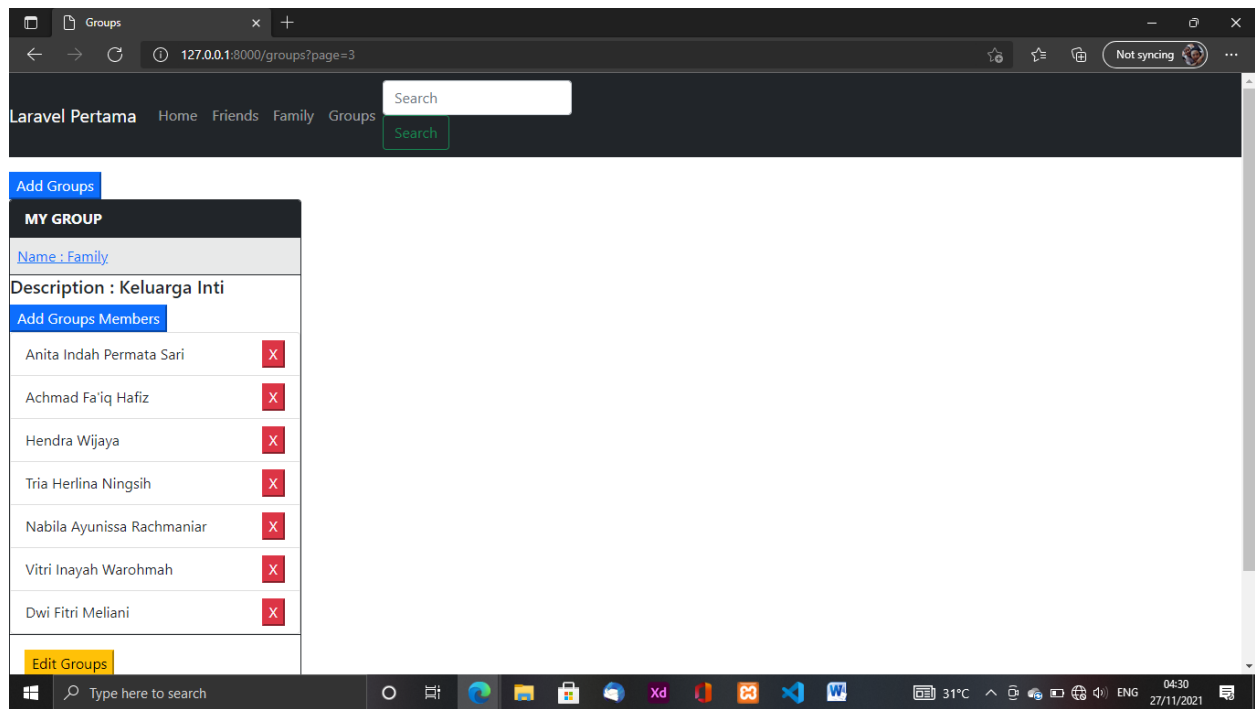 Groups
127.0.0.1:8000/groups?page=3
Not syncing
Laravel Pertama Home Friends Family Groups
Search
Search
Add Groups
MY GROUP
Name : Family
Description : Keluarga Inti
Add Groups Members
Anita Indah Permata Sari X
Achmad Fa'iq Hafiz X
Hendra Wijaya X
Tria Herlina Ningsih X
Nabila Ayunissa Rachmaniar X
Vitri Inayah Warohmah X
Dwi Fitri Meliani X
Edit Groups
Type here to search
Xd
W
31°C
ENG
04:30
27/11/2021